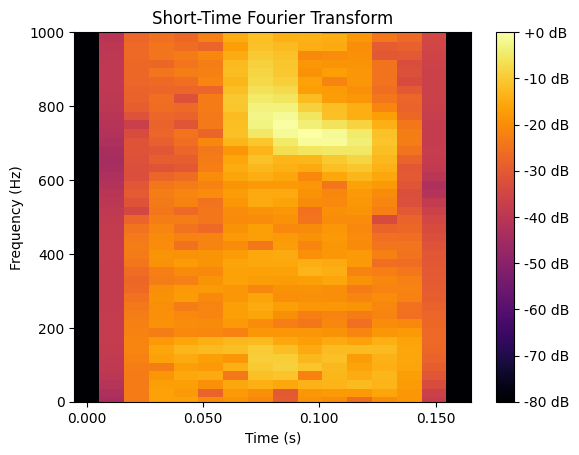 Short-Time Fourier Transform
1000
800
600
400
200
0
Frequency (Hz)
0.000
0.050
0.100
0.150
Time (s)
+0 dB
-10 dB
-20 dB
-30 dB
-40 dB
-50 dB
-60 dB
-70 dB
-80 dB